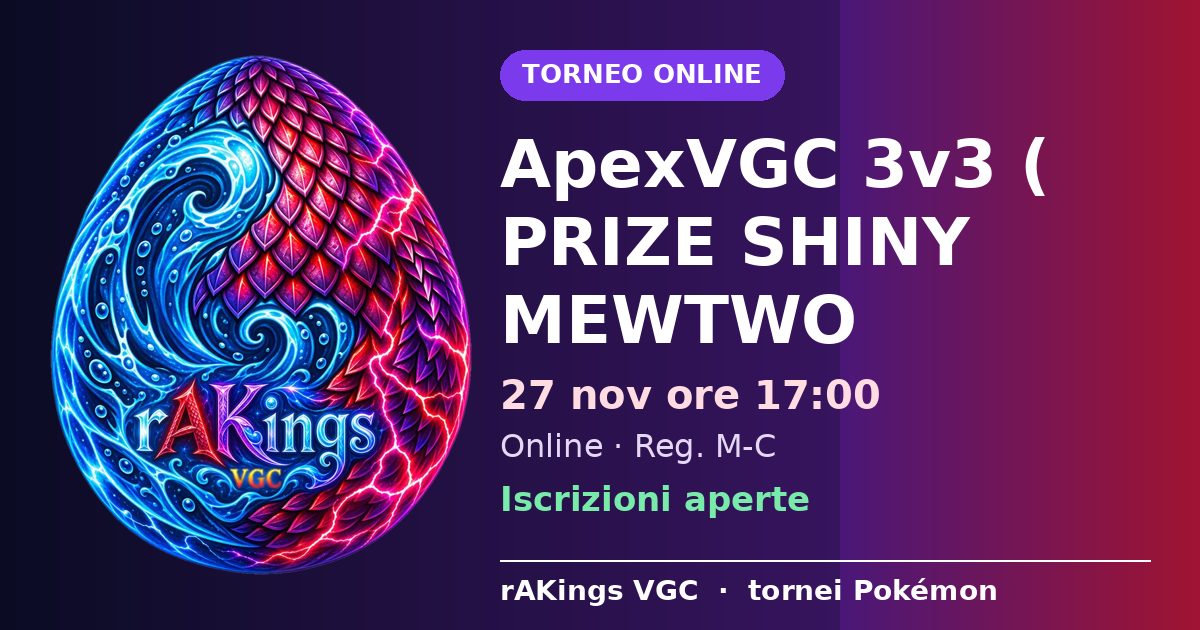 rAKings
VGC
TORNEO ONLINE
ApexVGC 3v3 (
PRIZE SHINY
MEWTWO
27 nov ore 17:00
Online · Reg. M-C
Iscrizioni aperte
rAKings VGC · tornei Pokémon